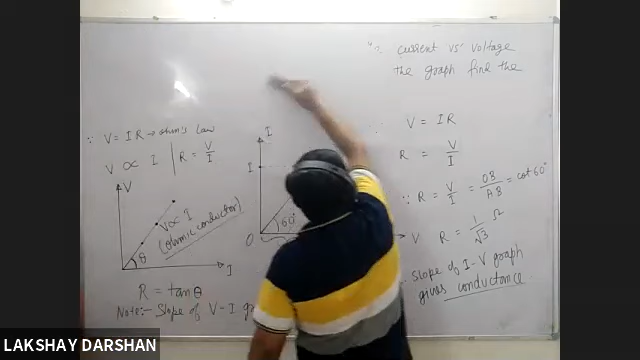 current vs voltage
the graph find the
∵ V = IR → ohm's law
V ∝ I | R = V/I
V
V ∝ I
(ohmic conductor)
θ
I
R = tanθ
Note:- Slope of V-I
I
I
60°
O
V
∵ V = IR
R = V/I
∵ R = V/I = OB/AB = cot 60°
R = 1/√3 Ω
∵ Slope of I-V graph
gives conductance
LAKSHAY DARSHAN